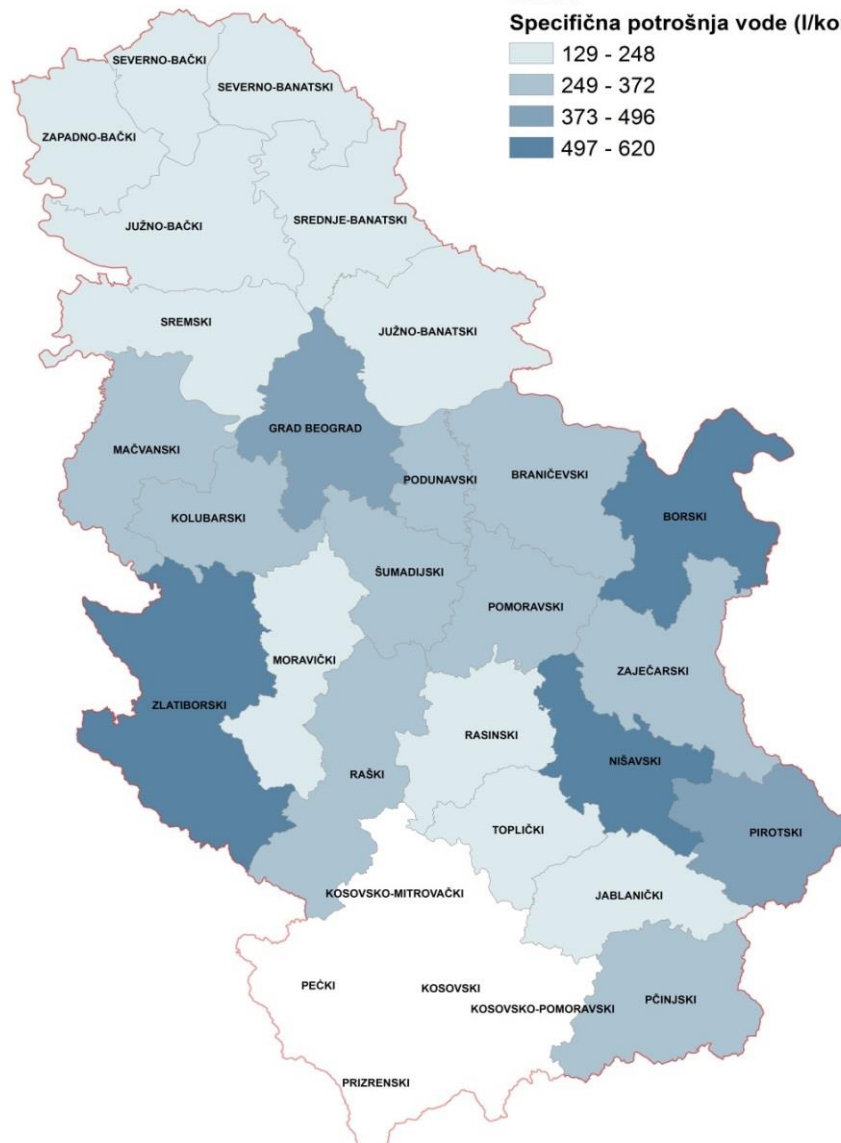 Specifična potrošnja vode (l/ko
129 - 248
249 - 372
373 - 496
497 - 620
SEVERNO-BAČKI
SEVERNO-BANATSKI
ZAPADNO-BAČKI
JUŽNO-BAČKI
SREDNJE-BANATSKI
SREMSKI
JUŽNO-BANATSKI
GRAD BEOGRAD
MAČVANSKI
PODUNAVSKI
BRANIČEVSKI
KOLUBARSKI
BORSKI
ŠUMADIJSKI
POMORAVSKI
MORAVIČKI
ZAJEČARSKI
ZLATIBORSKI
RASINSKI
NIŠAVSKI
RAŠKI
TOPLIČKI
PIROTSKI
KOSOVSKO-MITROVAČKI
JABLANIČKI
PEĆKI
KOSOVSKI
PČINJSKI
KOSOVSKO-POMORAVSKI
PRIZRENSKI